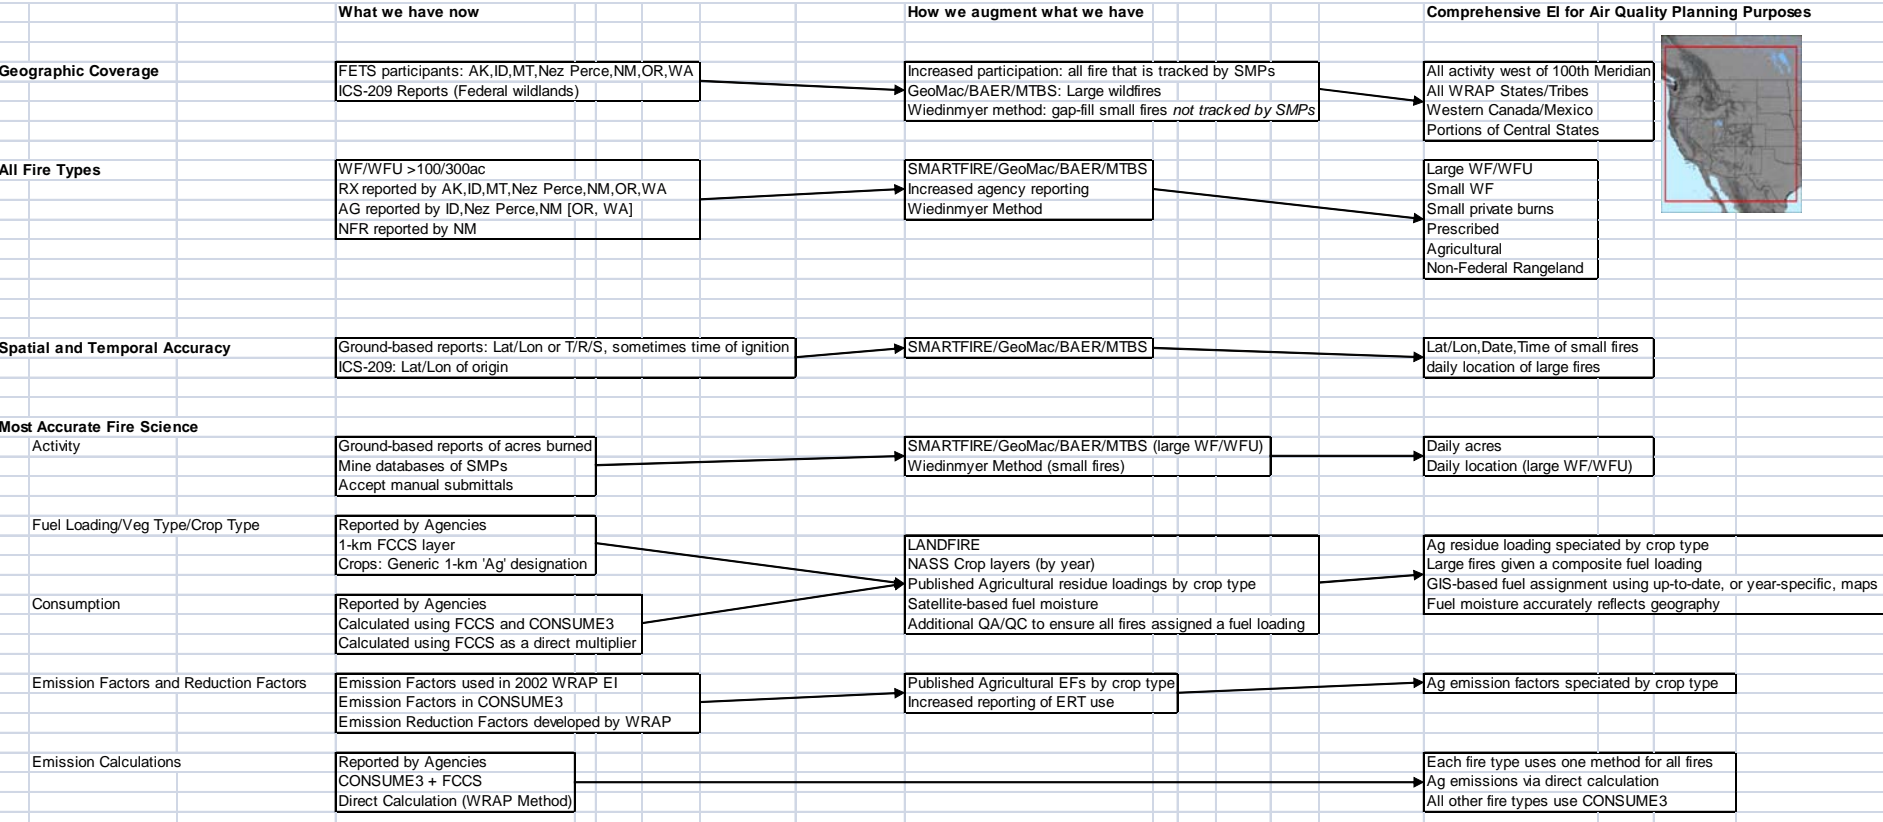 What we have now
How we augment what we have
Comprehensive EI for Air Quality Planning Purposes
Geographic Coverage
FETS participants: AK,ID,MT,Nez Perce,NM,OR,WA
ICS-209 Reports (Federal wildlands)
Increased participation: all fire that is tracked by SMPs
GeoMac/BAER/MTBS: Large wildfires
Wiedinmyer method: gap-fill small fires not tracked by SMPs
All activity west of 100th Meridian
All WRAP States/Tribes
Western Canada/Mexico
Portions of Central States
All Fire Types
WF/WFU >100/300ac
RX reported by AK,ID,MT,Nez Perce,NM,OR,WA
AG reported by ID,Nez Perce,NM [OR, WA]
NFR reported by NM
SMARTFIRE/GeoMac/BAER/MTBS
Increased agency reporting
Wiedinmyer Method
Large WF/WFU
Small WF
Small private burns
Prescribed
Agricultural
Non-Federal Rangeland
Spatial and Temporal Accuracy
Ground-based reports: Lat/Lon or T/R/S, sometimes time of ignition
ICS-209: Lat/Lon of origin
SMARTFIRE/GeoMac/BAER/MTBS
Lat/Lon,Date,Time of small fires
daily location of large fires
Most Accurate Fire Science
Activity
Ground-based reports of acres burned
Mine databases of SMPs
Accept manual submittals
SMARTFIRE/GeoMac/BAER/MTBS (large WF/WFU)
Wiedinmyer Method (small fires)
Daily acres
Daily location (large WF/WFU)
Fuel Loading/Veg Type/Crop Type
Reported by Agencies
1-km FCCS layer
Crops: Generic 1-km 'Ag' designation
LANDFIRE
NASS Crop layers (by year)
Published Agricultural residue loadings by crop type
Satellite-based fuel moisture
Additional QA/QC to ensure all fires assigned a fuel loading
Ag residue loading speciated by crop type
Large fires given a composite fuel loading
GIS-based fuel assignment using up-to-date, or year-specific, maps
Fuel moisture accurately reflects geography
Consumption
Reported by Agencies
Calculated using FCCS and CONSUME3
Calculated using FCCS as a direct multiplier
Emission Factors and Reduction Factors
Emission Factors used in 2002 WRAP EI
Emission Factors in CONSUME3
Emission Reduction Factors developed by WRAP
Published Agricultural EFs by crop type
Increased reporting of ERT use
Ag emission factors speciated by crop type
Emission Calculations
Reported by Agencies
CONSUME3 + FCCS
Direct Calculation (WRAP Method)
Each fire type uses one method for all fires
Ag emissions via direct calculation
All other fire types use CONSUME3